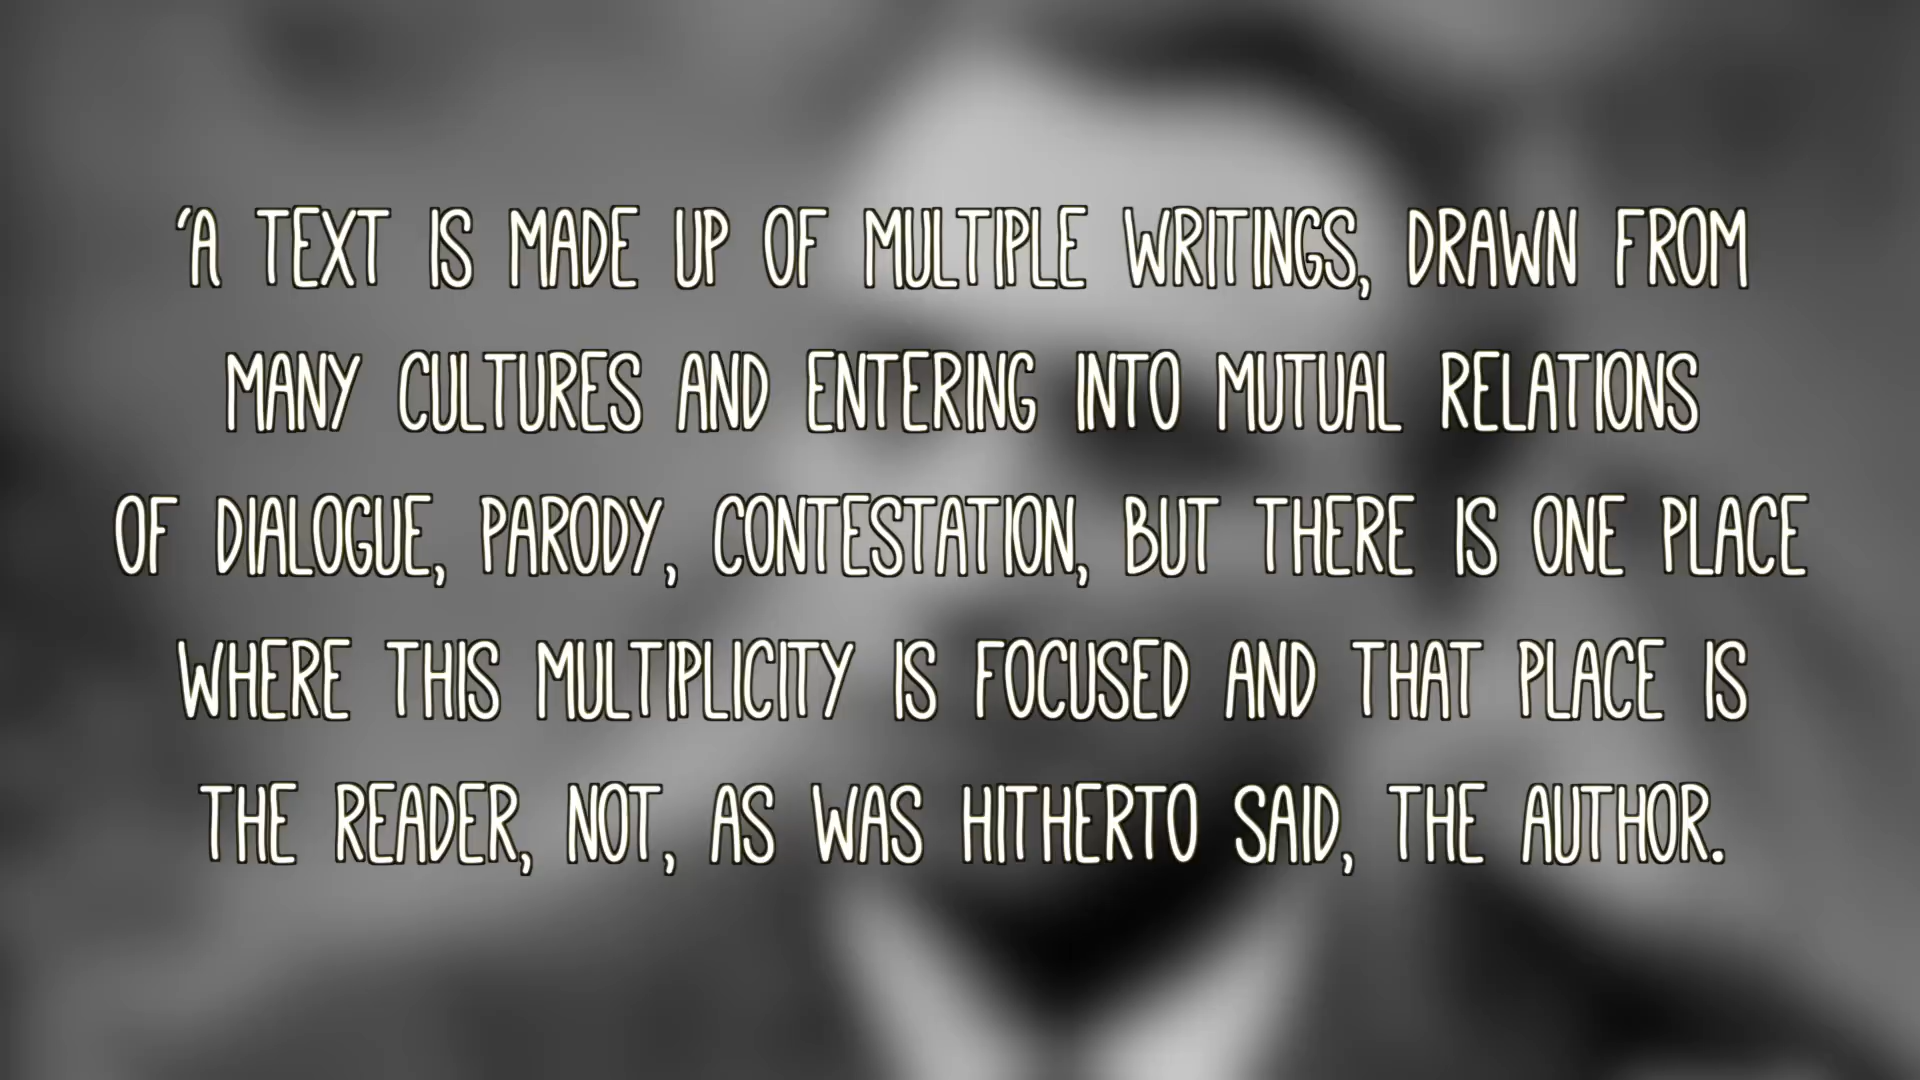 ‘A TEXT IS MADE UP OF MULTIPLE WRITINGS, DRAWN FROM
MANY CULTURES AND ENTERING INTO MUTUAL RELATIONS
OF DIALOGUE, PARODY, CONTESTATION, BUT THERE IS ONE PLACE
WHERE THIS MULTIPLICITY IS FOCUSED AND THAT PLACE IS
THE READER, NOT, AS WAS HITHERTO SAID, THE AUTHOR.